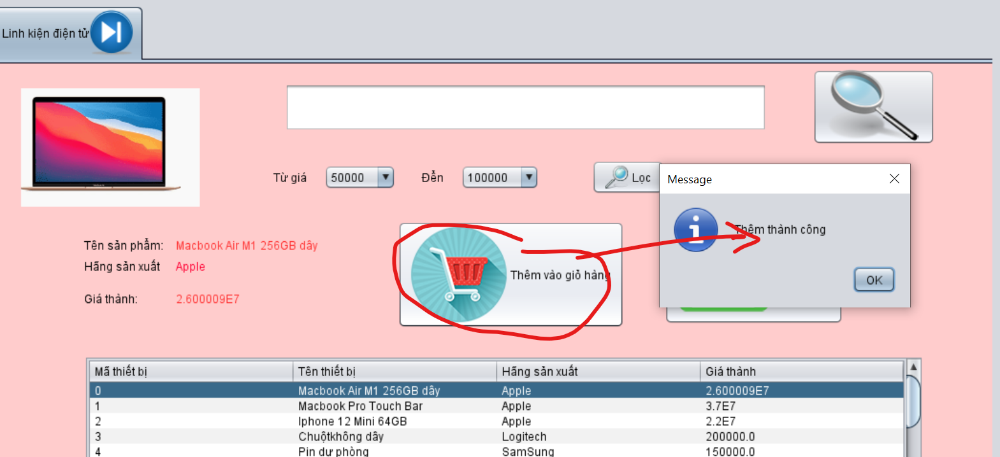 Linh kiện điện tử
Từ giá 50000 Đển 100000 Lọc
Message
Thêm thành công
OK
Tên sản phẩm: Macbook Air M1 256GB dây
Hãng sản xuất Apple
Giá thành: 2.600009E7
Thêm vào giỏ hàng
Mã thiết bị Tên thiết bị Hãng sản xuất Giá thành
0 Macbook Air M1 256GB dây Apple 2.600009E7
1 Macbook Pro Touch Bar Apple 3.7E7
2 Iphone 12 Mini 64GB Apple 2.2E7
3 Chuộtkhông dây Logitech 200000.0
4 Pin dự phòng SamSung 150000.0